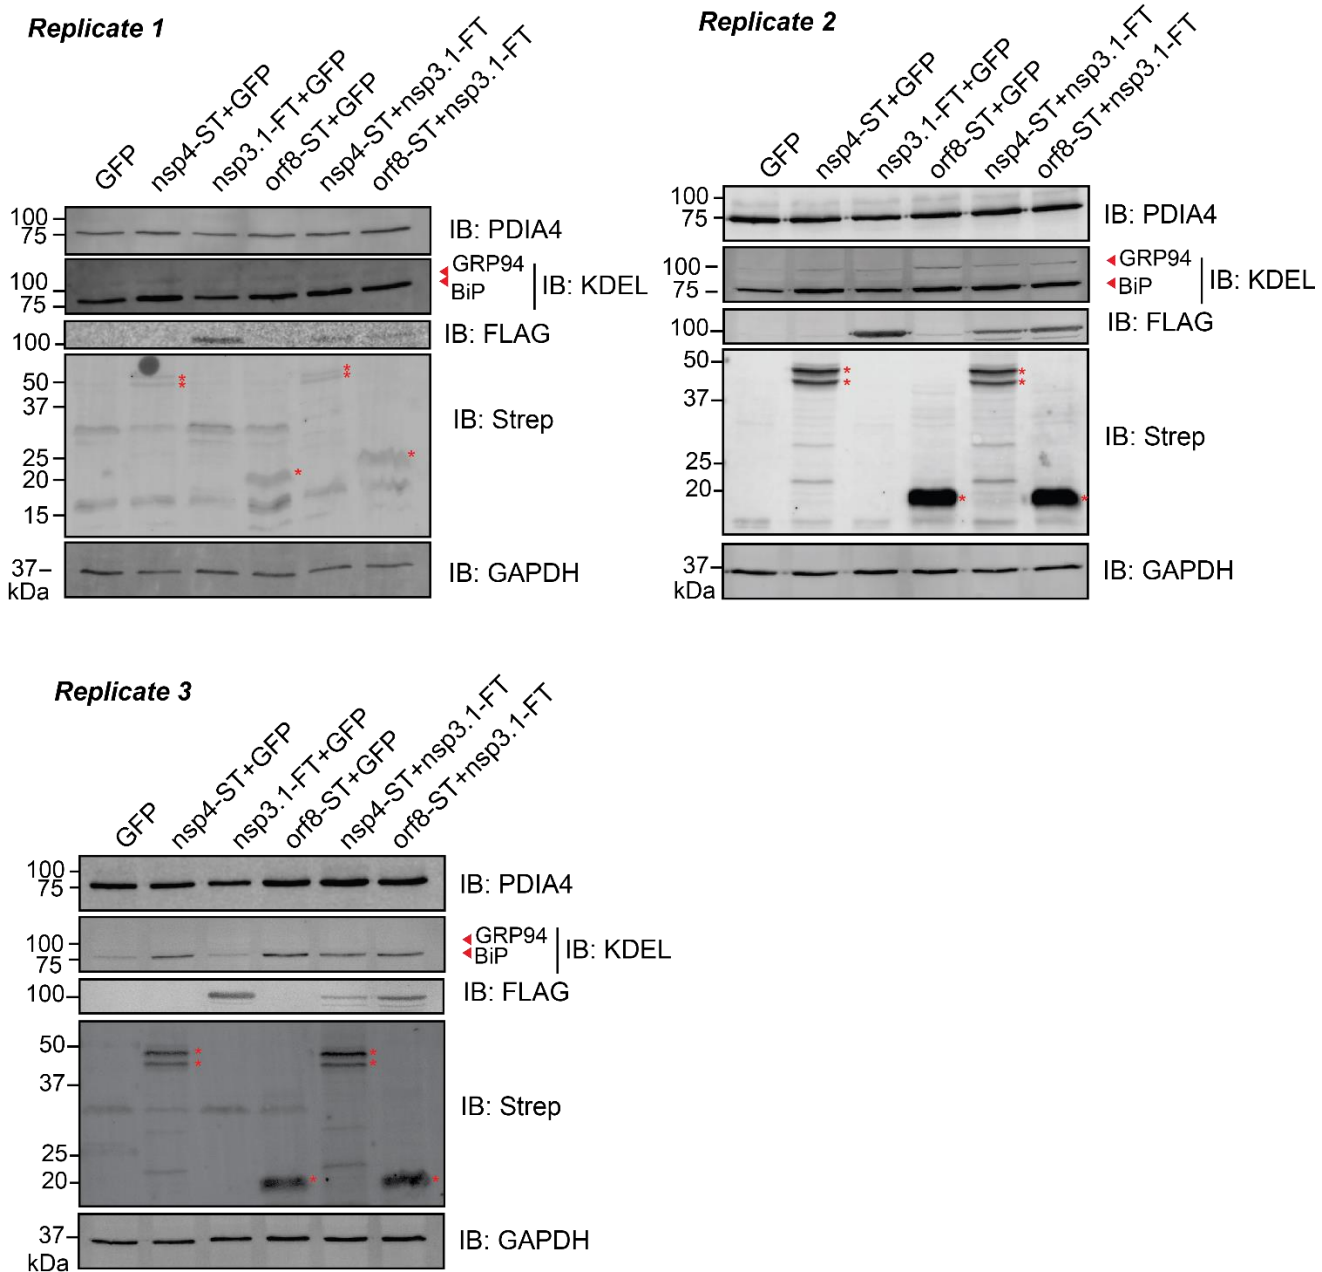 Replicate 1
GFP
nsp4-ST+GFP
nsp3.1-FT+GFP
orf8-ST+GFP
nsp4-ST+nsp3.1-FT
orf8-ST+nsp3.1-FT
100
75
IB: PDIA4
100
75
GRP94
BiP
IB: KDEL
100
IB: FLAG
50
37
25
20
15
* * * * * *
IB: Strep
37
kDa
IB: GAPDH
Replicate 2
GFP
nsp4-ST+GFP
nsp3.1-FT+GFP
orf8-ST+GFP
nsp4-ST+nsp3.1-FT
orf8-ST+nsp3.1-FT
100
75
IB: PDIA4
100
75
GRP94
BiP
IB: KDEL
100
IB: FLAG
50
37
25
20
* * * * * *
IB: Strep
37
kDa
IB: GAPDH
Replicate 3
GFP
nsp4-ST+GFP
nsp3.1-FT+GFP
orf8-ST+GFP
nsp4-ST+nsp3.1-FT
orf8-ST+nsp3.1-FT
100
75
IB: PDIA4
100
75
GRP94
BiP
IB: KDEL
100
IB: FLAG
50
37
25
20
* * * * * *
IB: Strep
37
kDa
IB: GAPDH